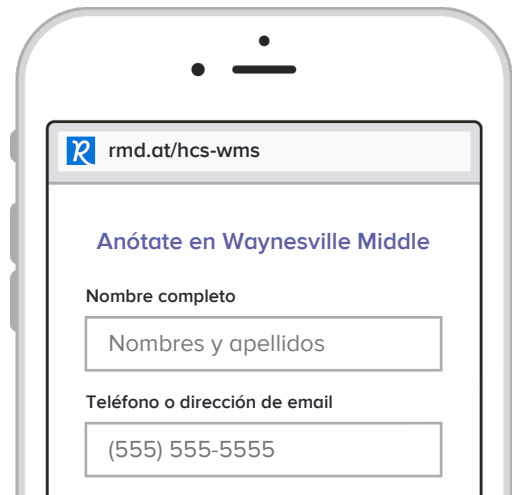 rmd.at/hcs-wms
Anótate en Waynesville Middle
Nombre completo
Nombres y apellidos
Teléfono o dirección de email
(555) 555-5555